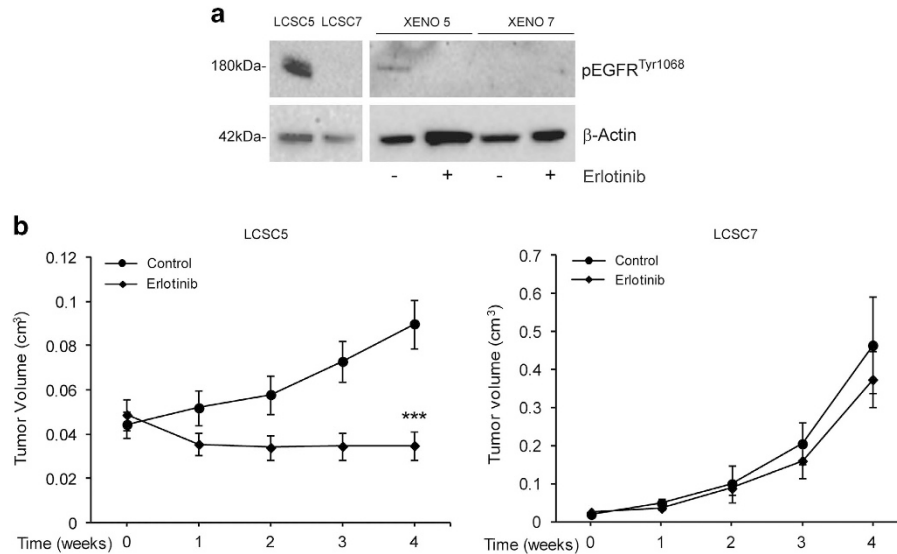 a
LCSC5 LCSC7 XENO 5 XENO 7
180kDa- pEGFRTyr1068
42kDa- β-Actin
- + - + Erlotinib
b
LCSC5
0.12
0.1
0.08
0.06
0.04
0.02
0
Tumor Volume (cm3)
Control
Erlotinib
***
Time (weeks) 0 1 2 3 4
LCSC7
0.7
0.6
0.5
0.4
0.3
0.2
0.1
0
Tumor volume (cm3)
Control
Erlotinib
Time (weeks) 0 1 2 3 4